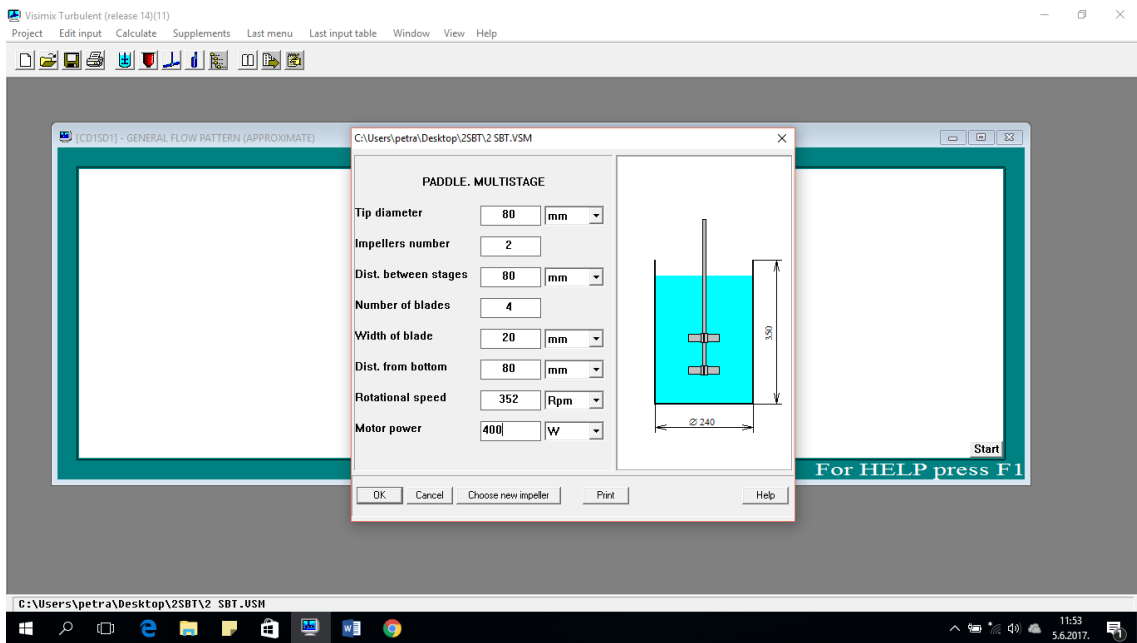 Visimix Turbulent (release 14)(11)
Project Edit input Calculate Supplements Last menu Last input table Window View Help
[CD1SD1] - GENERAL FLOW PATTERN (APPROXIMATE)
C:\Users\petra\Desktop\2SBT\2 SBT.VSM
PADDLE. MULTISTAGE
Tip diameter 80 mm
Impellers number 2
Dist. between stages 80 mm
Number of blades 4
Width of blade 20 mm
Dist. from bottom 80 mm
Rotational speed 352 Rpm
Motor power 400 W
350
Ø 240
OK Cancel Choose new impeller Print Help
Start
For HELP press F1
C:\Users\petra\Desktop\2SBT\2 SBT.VSM
11:53
5.6.2017.